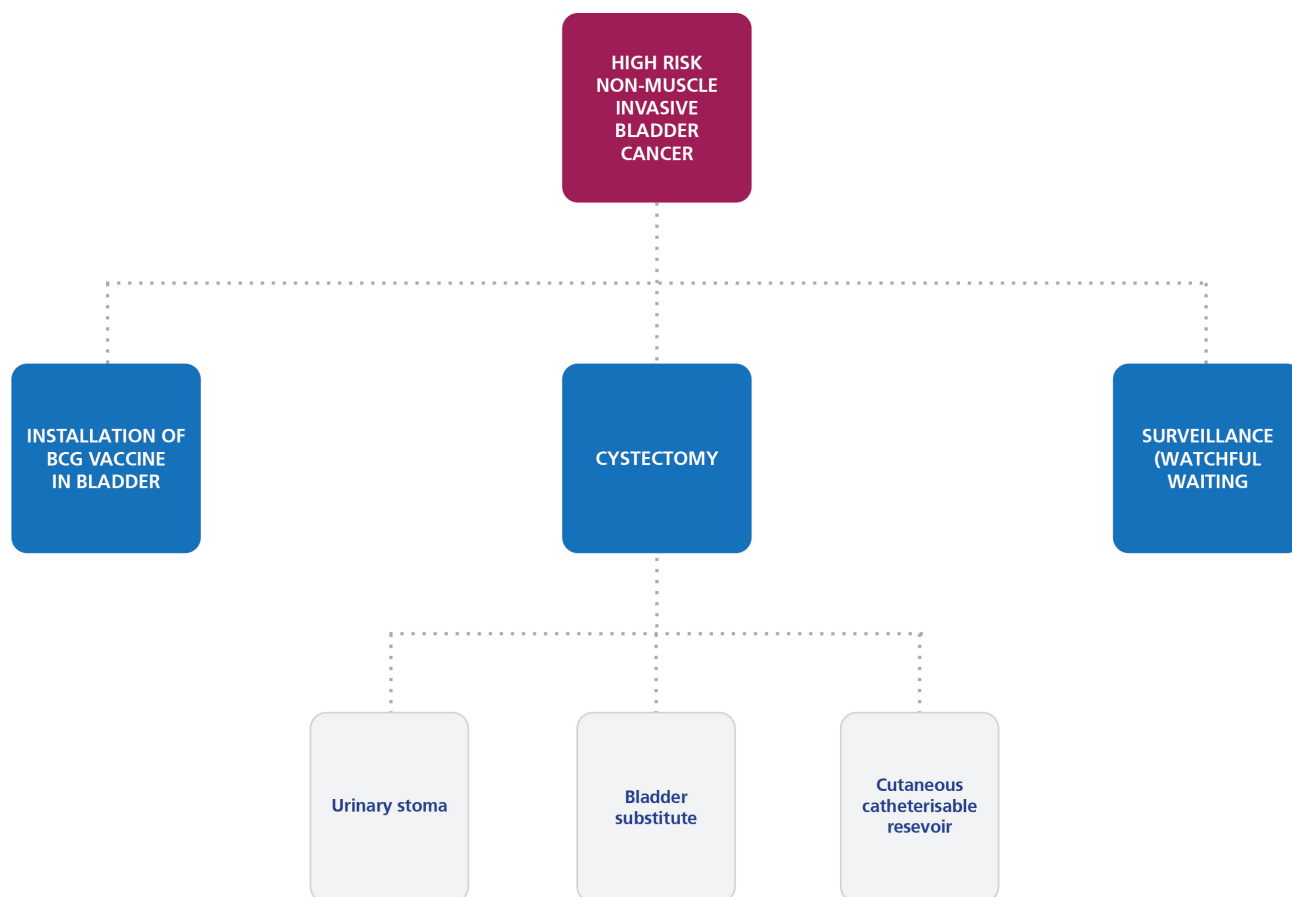 HIGH RISK
NON-MUSCLE
INVASIVE
BLADDER
CANCER
INSTALLATION OF
BCG VACCINE
IN BLADDER
CYSTECTOMY
SURVEILLANCE
(WATCHFUL
WAITING
Urinary stoma
Bladder
substitute
Cutaneous
catheterisable
resevoir